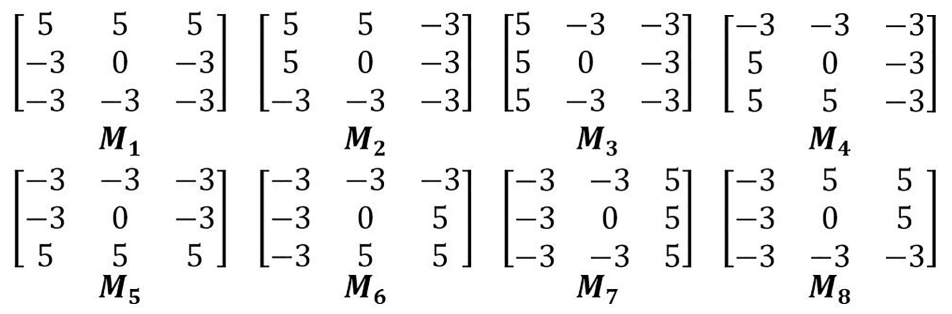 5 5 5 5 5 −3 5 −3 −3 −3 −3 −3
−3 0 −3 5 0 −3 5 0 −3 5 0 −3
−3 −3 −3 −3 −3 −3 5 −3 −3 5 5 −3
M1 M2 M3 M4
−3 −3 −3 −3 −3 −3 −3 −3 5 −3 5 5
−3 0 −3 −3 0 5 −3 0 5 −3 0 5
5 5 5 −3 5 5 −3 −3 5 −3 −3 −3
M5 M6 M7 M8